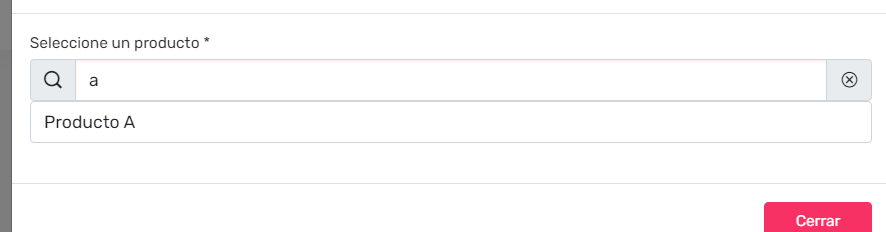 Seleccione un producto *
a
Producto A
Cerrar